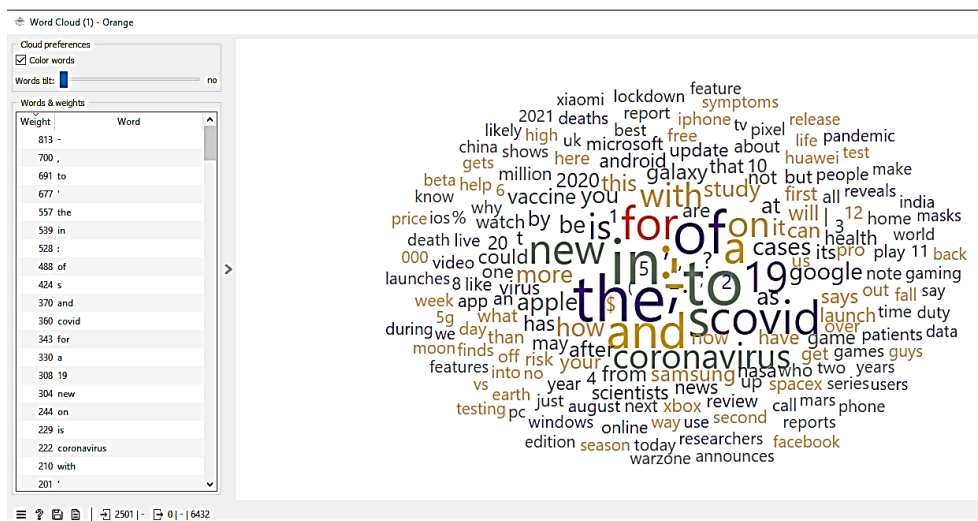 Word Cloud (1) - Orange
Cloud preferences
Color words
Words tilt: no
Words & weights
Weight Word
813 -
700 ,
691 to
677 '
557 the
539 in
528 :
488 of
424 s
370 and
360 covid
343 for
330 a
308 19
304 new
244 on
229 is
222 coronavirus
210 with
201 ’
2501 | - 0 | - | 6432
feature
xiaomi lockdown symptoms
2021 deaths report iphone tv pixel release
likely high uk microsoft best free life pandemic
china shows here android update about huawei test
gets million 2020 this galaxy that 10 not but people make
beta help 6 vaccine you with study first all reveals india
know why be is 1 for are of on it at will | 12 home masks
price ios % watch by can 3 health world
death live 20 t new in : ; , . ? a cases its pro play 11 back
000 video could 5 to 19 us google note gaming
launches 8 like virus one more the ( 2 as says out fall say
week app an apple $ s covid launch time duty
5g what has how and now have over patients data
during we day than may after coronavirus game get games guys
moon finds off risk your nasa who two years
features into no from samsung up spacex series users
vs earth year 4 scientists news review call mars phone
testing pc just august next xbox second reports
windows online way use facebook
edition season today researchers
warzone announces